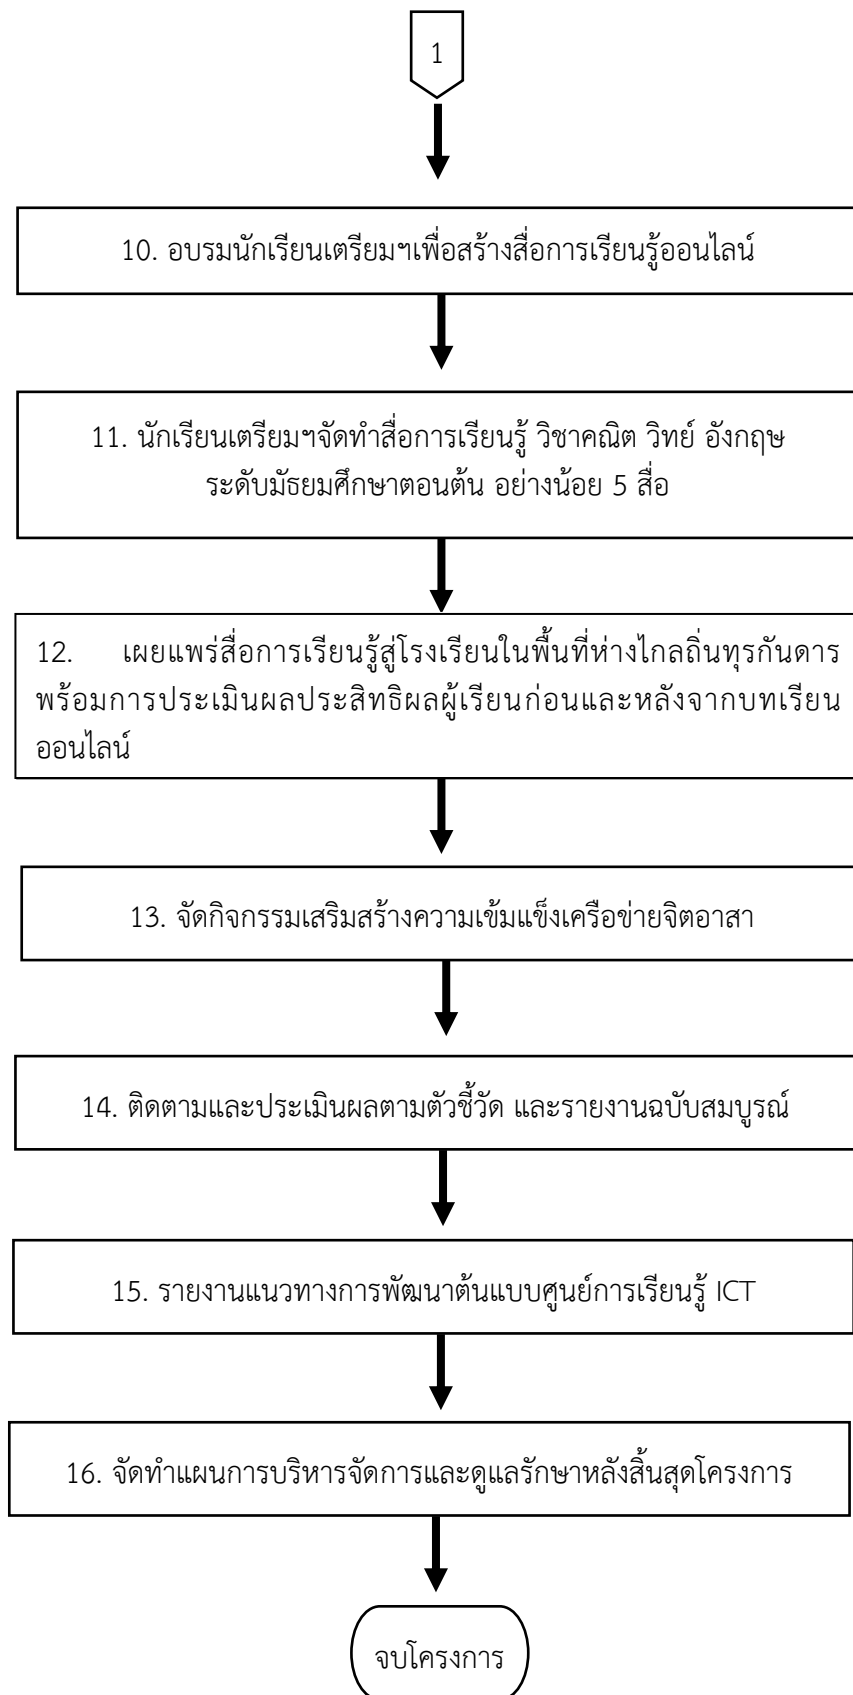 1
10. อบรมนักเรียนเตรียมฯเพื่อสร้างสื่อการเรียนรู้ออนไลน์
11. นักเรียนเตรียมฯจัดทำสื่อการเรียนรู้ วิชาคณิต วิทย์ อังกฤษ
ระดับมัธยมศึกษาตอนต้น อย่างน้อย 5 สื่อ
12. เผยแพร่สื่อการเรียนรู้สู่โรงเรียนในพื้นที่ห่างไกลถิ่นทุรกันดาร
พร้อมการประเมินผลประสิทธิผลผู้เรียนก่อนและหลังจากบทเรียน
ออนไลน์
13. จัดกิจกรรมเสริมสร้างความเข้มแข็งเครือข่ายจิตอาสา
14. ติดตามและประเมินผลตามตัวชี้วัด และรายงานฉบับสมบูรณ์
15. รายงานแนวทางการพัฒนาต้นแบบศูนย์การเรียนรู้ ICT
16. จัดทำแผนการบริหารจัดการและดูแลรักษาหลังสิ้นสุดโครงการ
จบโครงการ